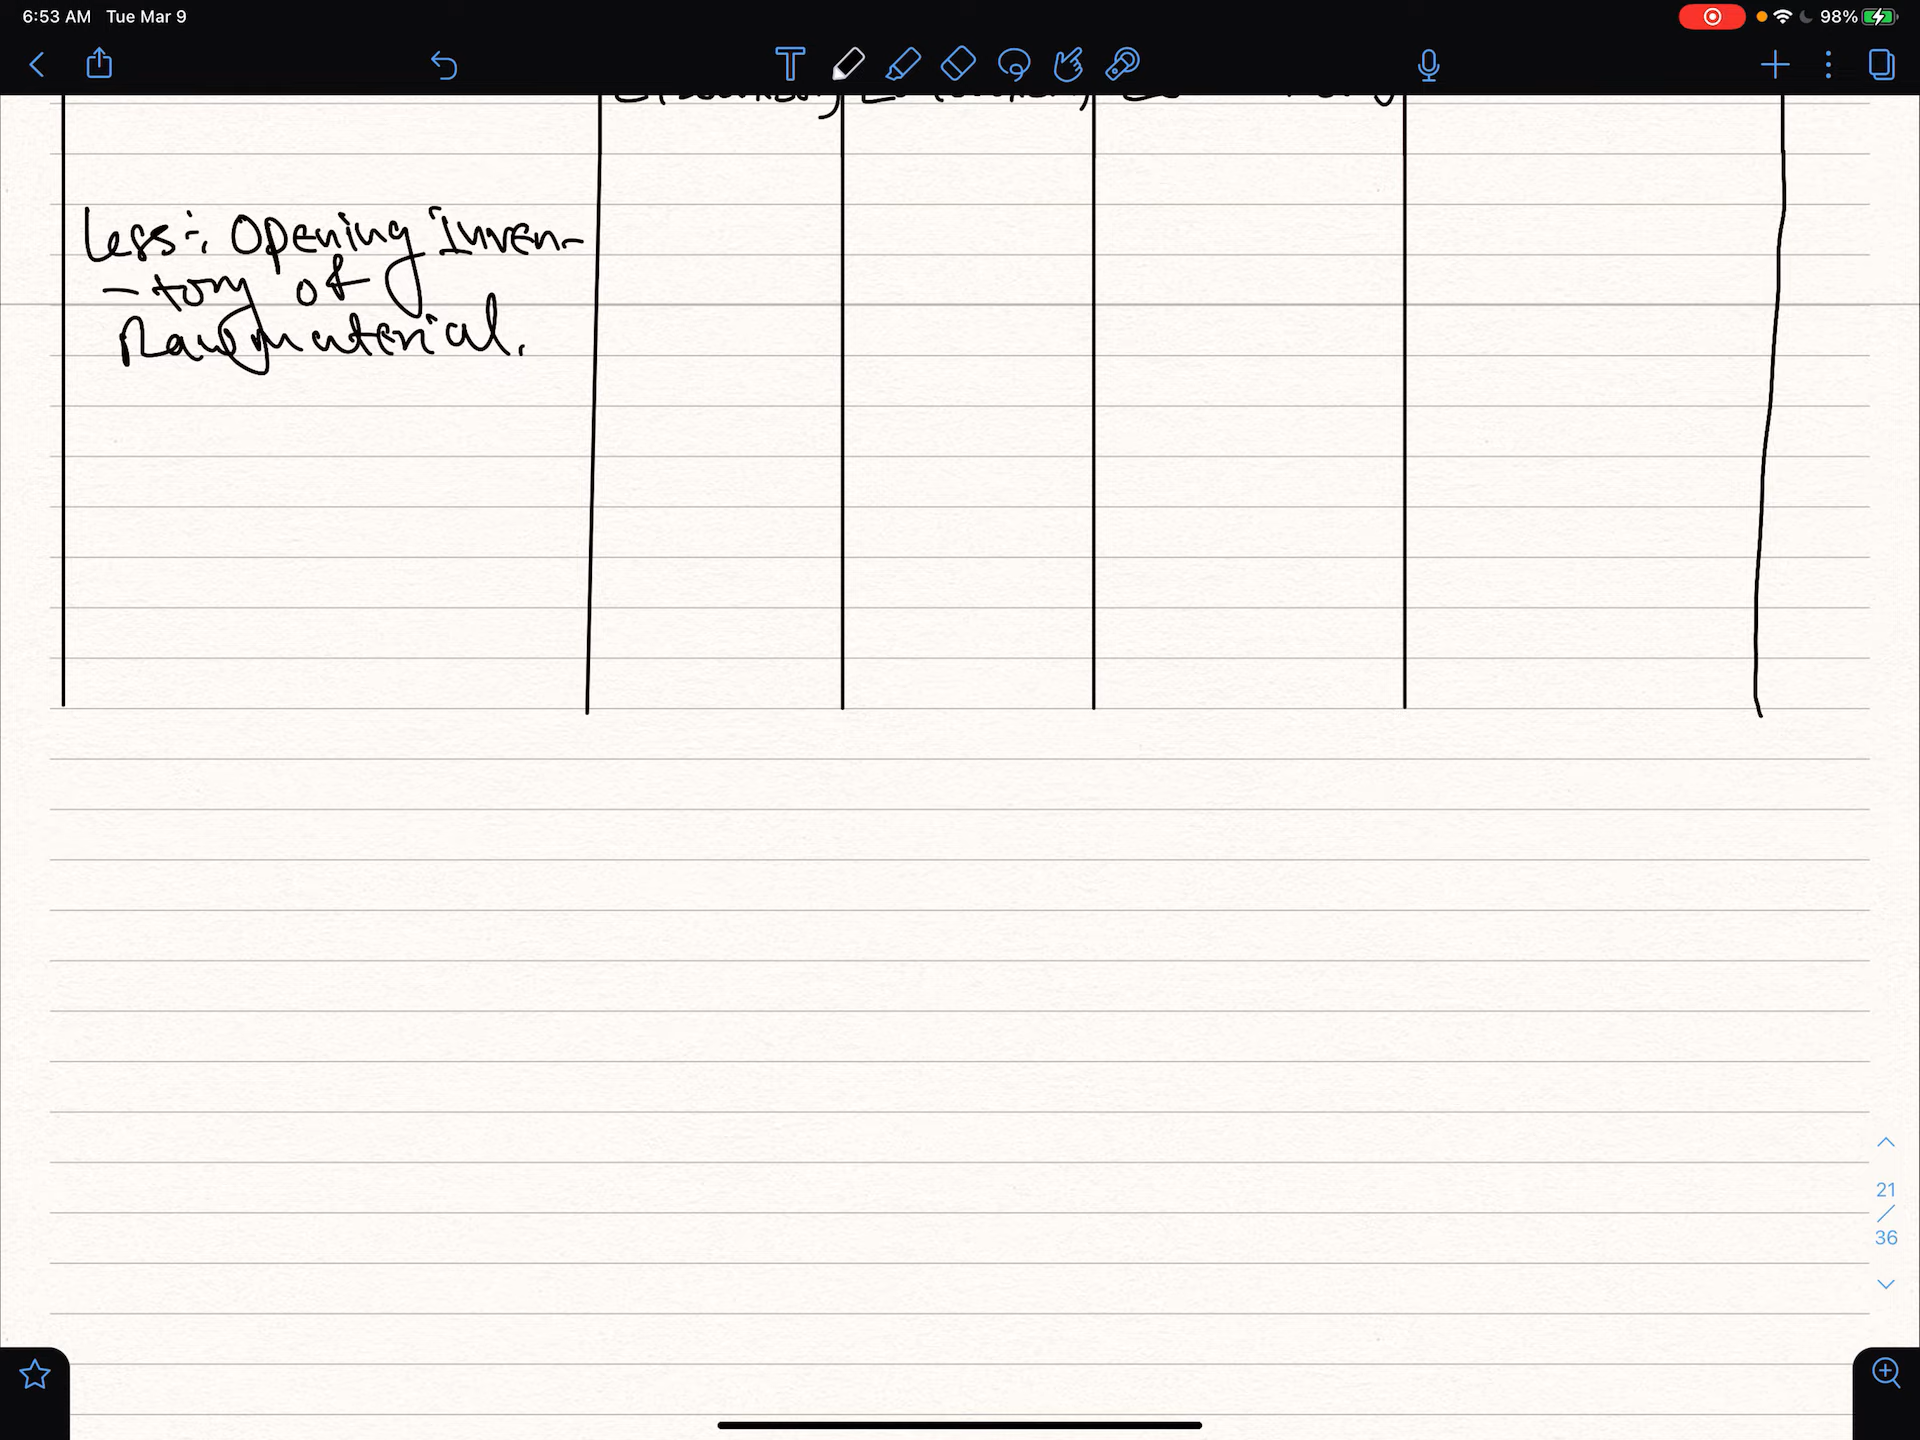 6:53 AM Tue Mar 9
98%
Less:- Opening Inven-
-tory of
Raw material.
21
/
36